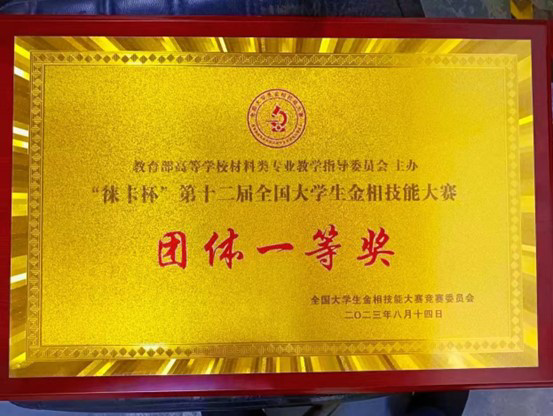 教育部高等学校材料类专业教学指导委员会 主办
“徕卡杯”第十二届全国大学生金相技能大赛
团体一等奖
全国大学生金相技能大赛竞赛委员会
二〇二三年八月十四日